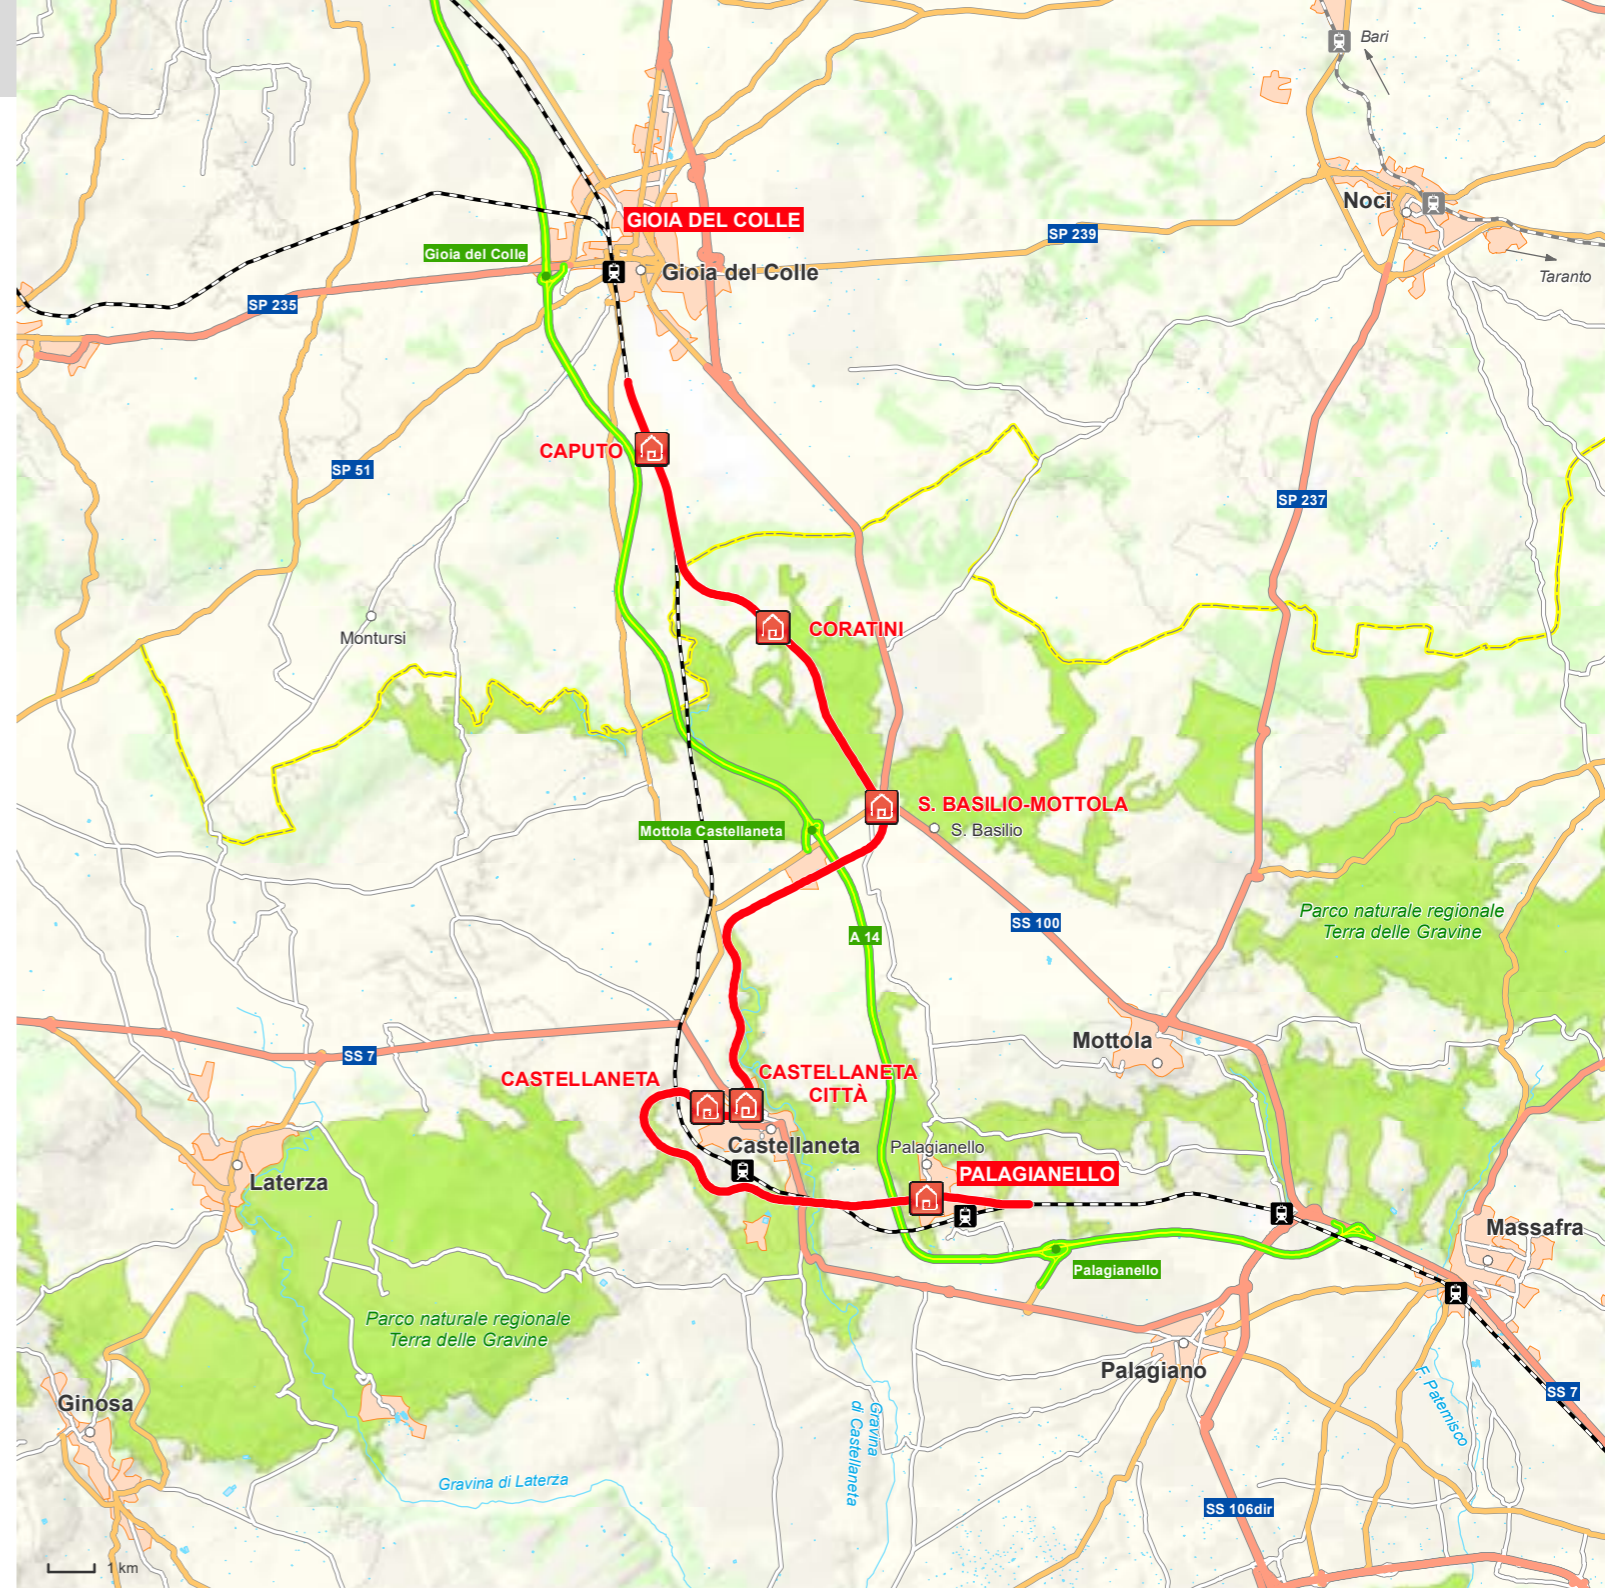 Bari
Noci
GIOIA DEL COLLE
SP 239
Gioia del Colle
Gioia del Colle
Taranto
SP 235
CAPUTO
SP 51
SP 237
Montursi
CORATINI
S. BASILIO-MOTTOLA
Mottola Castellaneta
S. Basilio
Parco naturale regionale
Terra delle Gravine
SS 100
A 14
Mottola
SS 7
CASTELLANETA
CASTELLANETA
CITTÀ
Castellaneta
Palagianello
PALAGIANELLO
Laterza
Massafra
Palagianello
Parco naturale regionale
Terra delle Gravine
Palagiano
Ginosa
SS 7
F. Patemisco
Gravina
di Castellaneta
Gravina di Laterza
SS 106dir
1 km